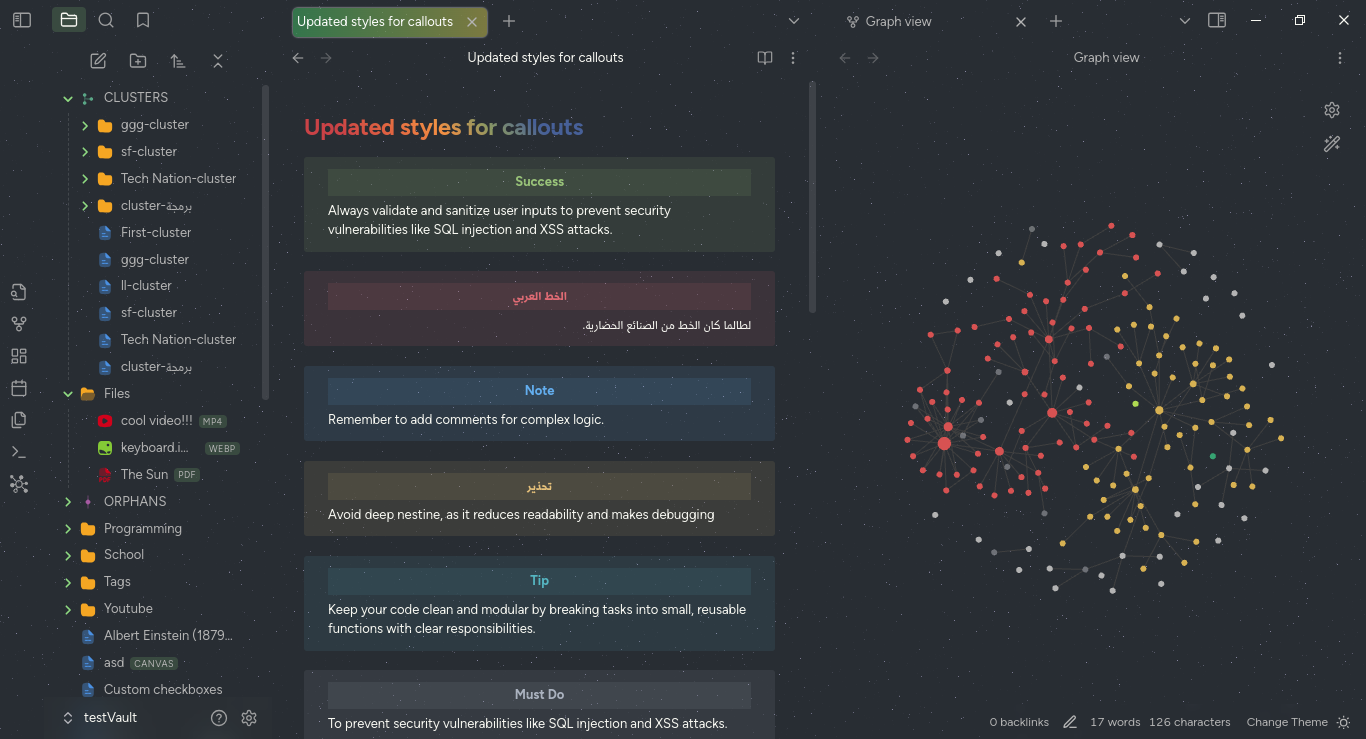 Updated styles for callouts
Graph view
Updated styles for callouts
Graph view
CLUSTERS
ggg-cluster
sf-cluster
Tech Nation-cluster
cluster-برمجة
First-cluster
ggg-cluster
ll-cluster
sf-cluster
Tech Nation-cluster
cluster-برمجة
Files
cool video!!! MP4
keyboard.i... WEBP
The Sun PDF
ORPHANS
Programming
School
Tags
Youtube
Albert Einstein (1879...
asd CANVAS
Custom checkboxes
testVault
Updated styles for callouts
Success
Always validate and sanitize user inputs to prevent security
vulnerabilities like SQL injection and XSS attacks.
الخط العربي
لطالما كان الخط من الصنائع الحضارية.
Note
Remember to add comments for complex logic.
تحذير
Avoid deep nestine, as it reduces readability and makes debugging
Tip
Keep your code clean and modular by breaking tasks into small, reusable
functions with clear responsibilities.
Must Do
To prevent security vulnerabilities like SQL injection and XSS attacks.
0 backlinks 17 words 126 characters Change Theme